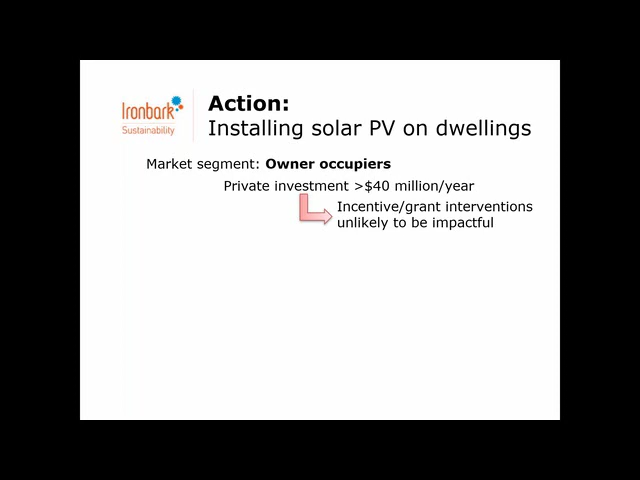 Ironbark
Sustainability
Action:
Installing solar PV on dwellings
Market segment: Owner occupiers
Private investment >$40 million/year
Incentive/grant interventions
unlikely to be impactful